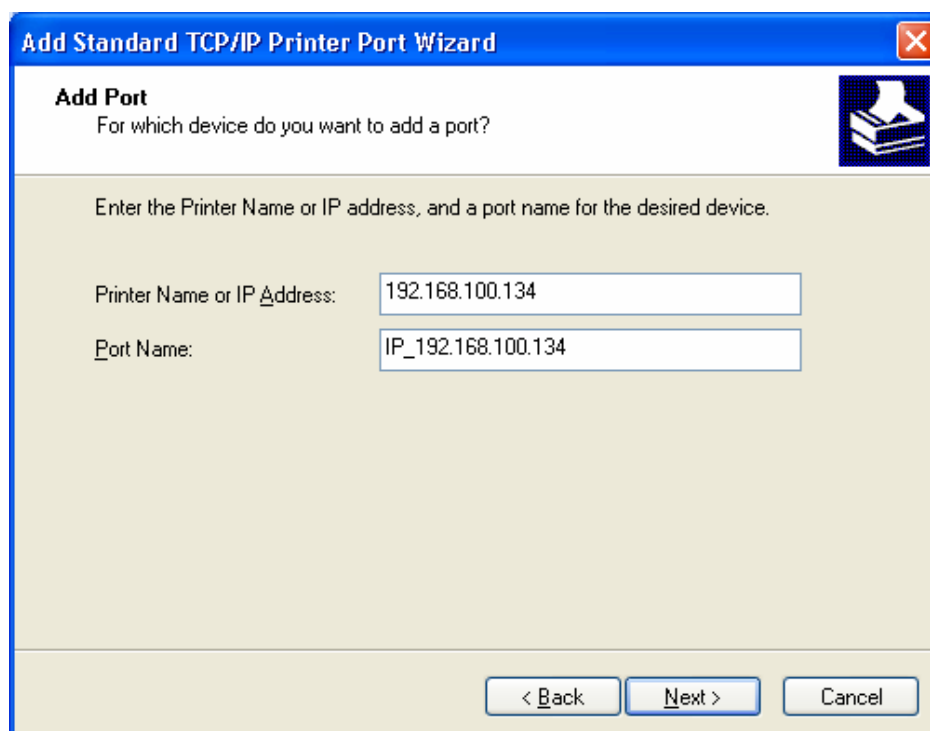 Add Standard TCP/IP Printer Port Wizard
Add Port
For which device do you want to add a port?
Enter the Printer Name or IP address, and a port name for the desired device.
Printer Name or IP Address: 192.168.100.134
Port Name: IP_192.168.100.134
< Back Next > Cancel